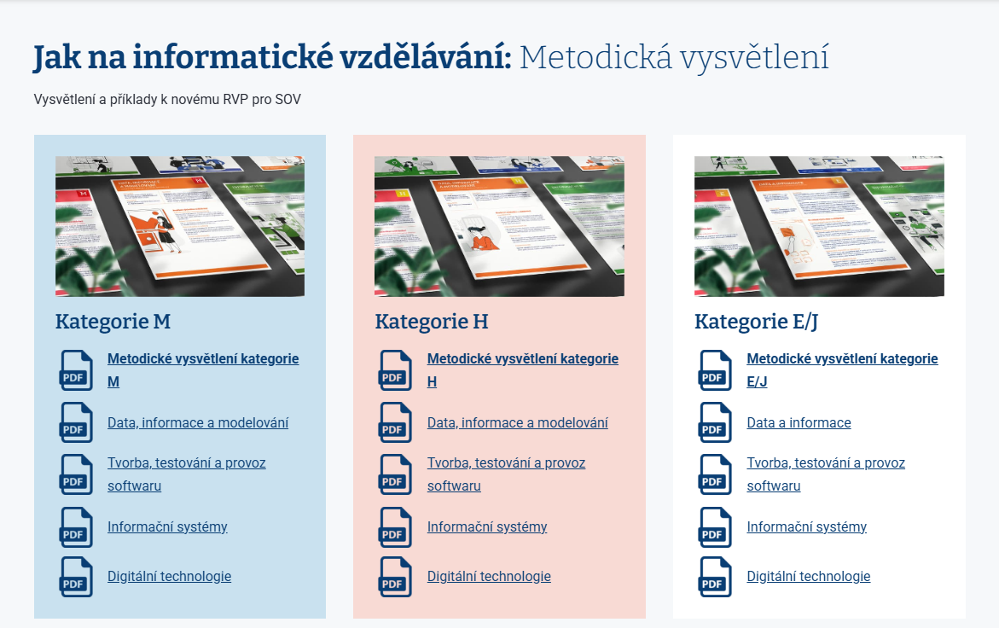 Jak na informatické vzdělávání: Metodická vysvětlení
Vysvětlení a příklady k novému RVP pro SOV
Kategorie M
PDF Metodické vysvětlení kategorie
M
PDF Data, informace a modelování
PDF Tvorba, testování a provoz
softwaru
PDF Informační systémy
PDF Digitální technologie
Kategorie H
PDF Metodické vysvětlení kategorie
H
PDF Data, informace a modelování
PDF Tvorba, testování a provoz
softwaru
PDF Informační systémy
PDF Digitální technologie
Kategorie E/J
PDF Metodické vysvětlení kategorie
E/J
PDF Data a informace
PDF Tvorba, testování a provoz
softwaru
PDF Informační systémy
PDF Digitální technologie